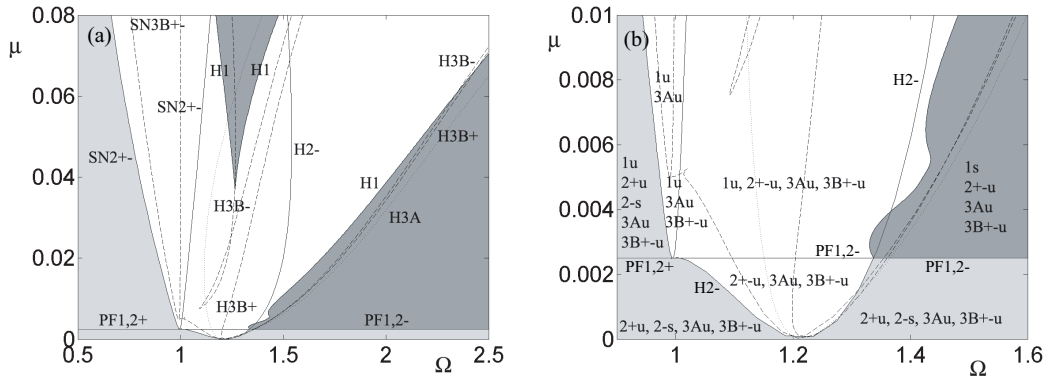 0.08
SN3B+-
(a)
μ
H1
H1
H3B-
0.06
SN2+-
H3B+
SN2+-
H2-
0.04
H1
H3B-
H3A
0.02
H3B+
PF1,2+
PF1,2-
0
0.5
1
1.5
2
2.5
Ω
0.01
(b)
μ
H2-
0.008
1u
3Au
0.006
1u
2+u
2-s
3Au
3B+-u
1u
3Au
3B+-u
1u, 2+-u, 3Au, 3B+-u
1s
2+-u
3Au
3B+-u
0.004
PF1,2-
PF1,2+
PF1,2-
0.002
H2-
2+-u, 3Au, 3B+-u
2+u, 2-s, 3Au, 3B+-u
2+u, 2-s, 3Au, 3B+-u
0
1
1.2
1.4
1.6
Ω